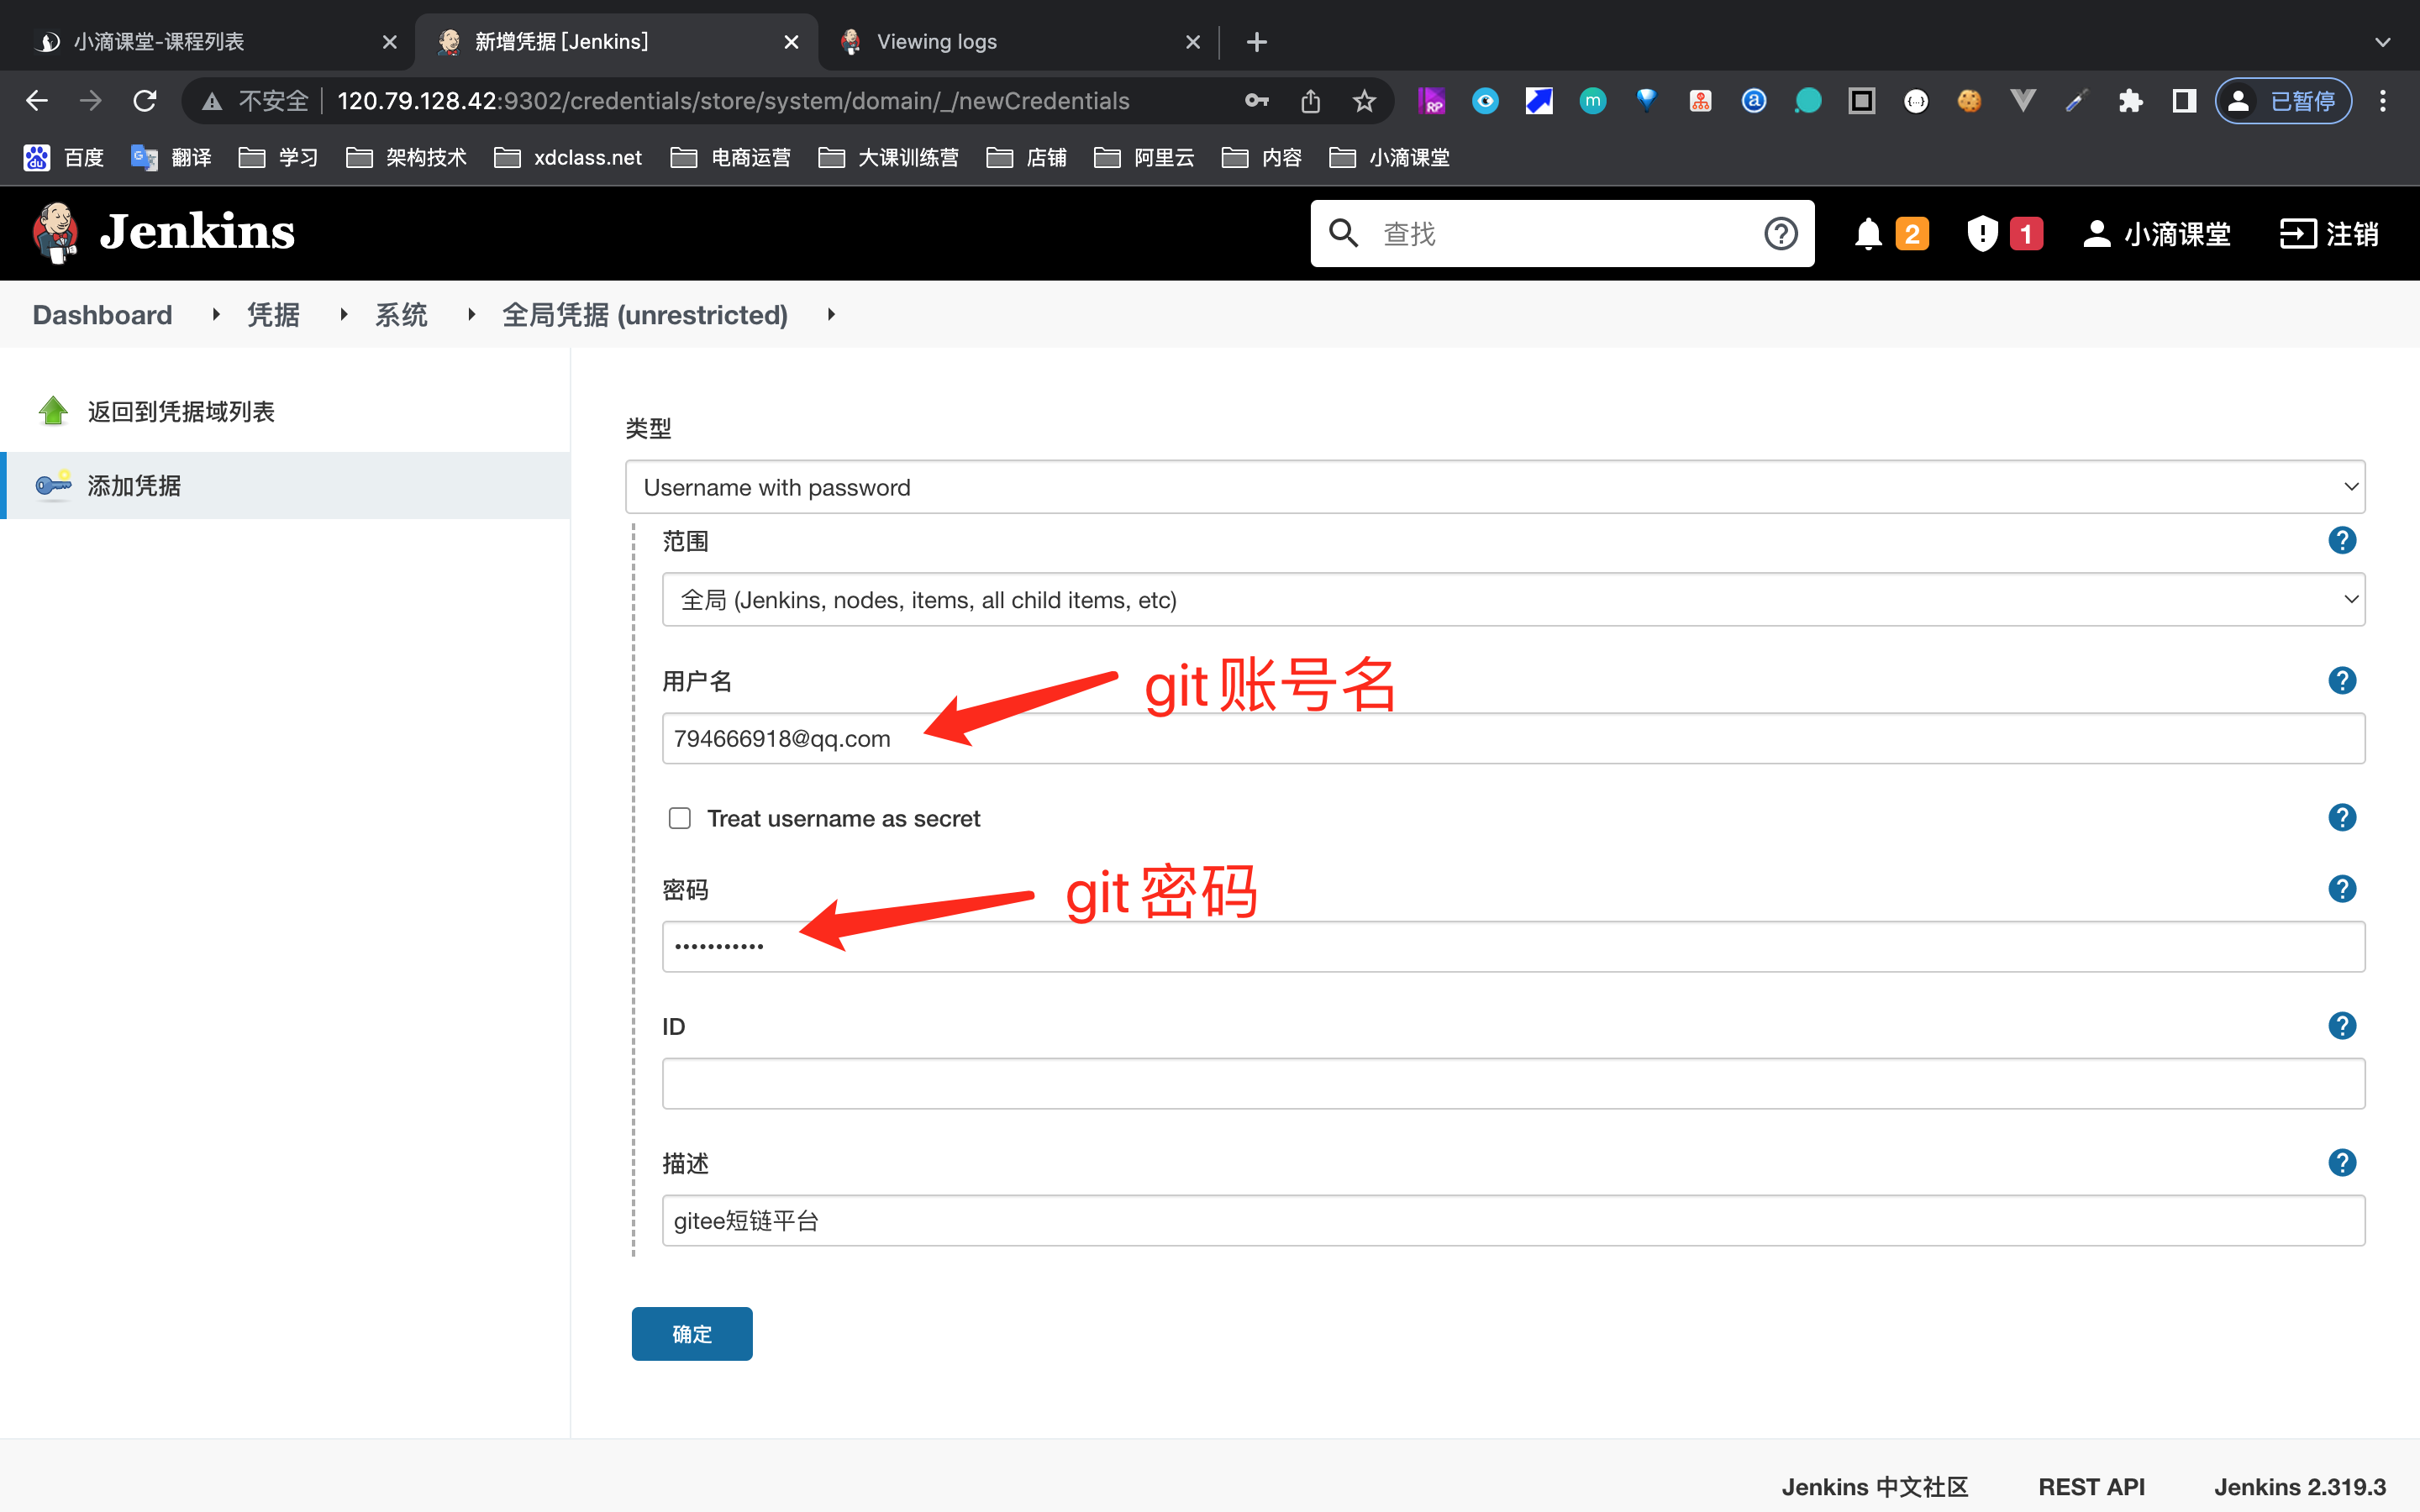 小滴课堂-课程列表
新增凭据 [Jenkins]
Viewing logs
不安全
120.79.128.42:9302/credentials/store/system/domain/_/newCredentials
RP
m
a
已暂停
du 百度
翻译
学习
架构技术
xdclass.net
电商运营
大课训练营
店铺
阿里云
内容
小滴课堂
Jenkins
查找
2
1
小滴课堂
注销
Dashboard
凭据
系统
全局凭据 (unrestricted)
返回到凭据域列表
添加凭据
类型
Username with password
范围
全局 (Jenkins, nodes, items, all child items, etc)
用户名
git账号名
794666918@qq.com
Treat username as secret
密码
git密码
•••••••••••
ID
描述
gitee短链平台
确定
Jenkins 中文社区
REST API
Jenkins 2.319.3